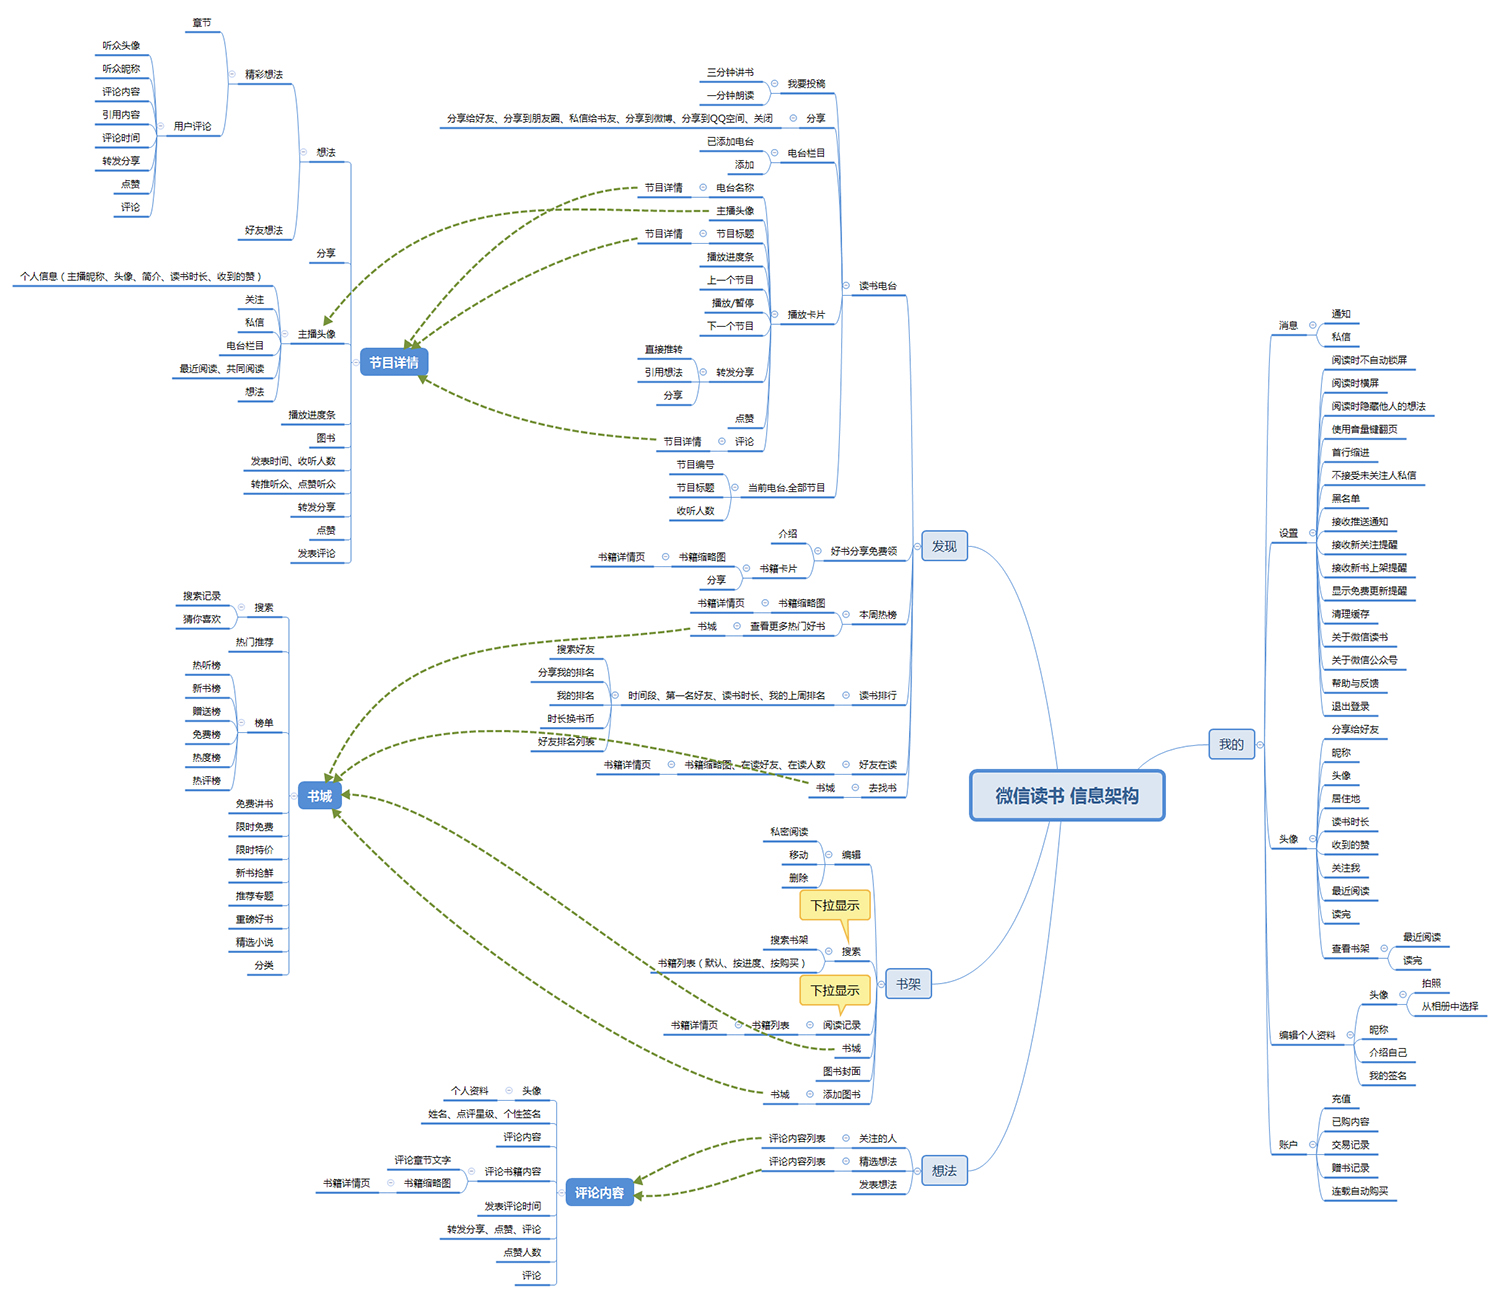 章节
听众头像
听众昵称
评论内容
引用内容
评论时间
转发分享
点赞
评论
用户评论
精彩想法
好友想法
想法
分享
个人信息（主播昵称、头像、简介、读书时长、收到的赞）
关注
私信
电台栏目
最近阅读、共同阅读
想法
主播头像
播放进度条
图书
发表时间、收听人数
转推听众、点赞听众
转发分享
点赞
发表评论
节目详情
三分钟讲书
一分钟朗读
我要投稿
分享给好友、分享到朋友圈、私信给书友、分享到微博、分享到QQ空间、关闭
分享
已添加电台
添加
电台栏目
节目详情
电台名称
主播头像
节目详情
节目标题
播放进度条
上一个节目
播放/暂停
下一个节目
直接推转
引用想法
分享
转发分享
点赞
节目详情
评论
播放卡片
节目编号
节目标题
收听人数
当前电台.全部节目
读书电台
介绍
书籍详情页
书籍缩略图
分享
书籍卡片
好书分享免费领
书籍详情页
书籍缩略图
书城
查看更多热门好书
本周热榜
搜索好友
分享我的排名
我的排名
时长换书币
好友排名列表
时间段、第一名好友、读书时长、我的上周排名
读书排行
书籍详情页
书籍缩略图、在读好友、在读人数
好友在读
书城
去找书
发现
搜索记录
猜你喜欢
搜索
热门推荐
热听榜
新书榜
赠送榜
免费榜
热度榜
热评榜
榜单
免费讲书
限时免费
限时特价
新书抢鲜
推荐专题
重磅好书
精选小说
分类
书城
私密阅读
移动
删除
编辑
下拉显示
搜索书架
书籍列表（默认、按进度、按购买）
搜索
下拉显示
书籍详情页
书籍列表
阅读记录
书城
图书封面
书城
添加图书
书架
个人资料
头像
姓名、点评星级、个性签名
评论内容
评论章节文字
书籍详情页
书籍缩略图
评论书籍内容
发表评论时间
转发分享、点赞、评论
点赞人数
评论
评论内容
评论内容列表
关注的人
评论内容列表
精选想法
发表想法
想法
微信读书 信息架构
我的
消息
通知
私信
设置
阅读时不自动锁屏
阅读时横屏
阅读时隐藏他人的想法
使用音量键翻页
首行缩进
不接受未关注人私信
黑名单
接收推送通知
接收新关注提醒
接收新书上架提醒
显示免费更新提醒
清理缓存
关于微信读书
关于微信公众号
帮助与反馈
退出登录
头像
分享给好友
昵称
头像
居住地
读书时长
收到的赞
关注我
最近阅读
读完
查看书架
最近阅读
读完
编辑个人资料
头像
拍照
从相册中选择
昵称
介绍自己
我的签名
账户
充值
已购内容
交易记录
赠书记录
连载自动购买